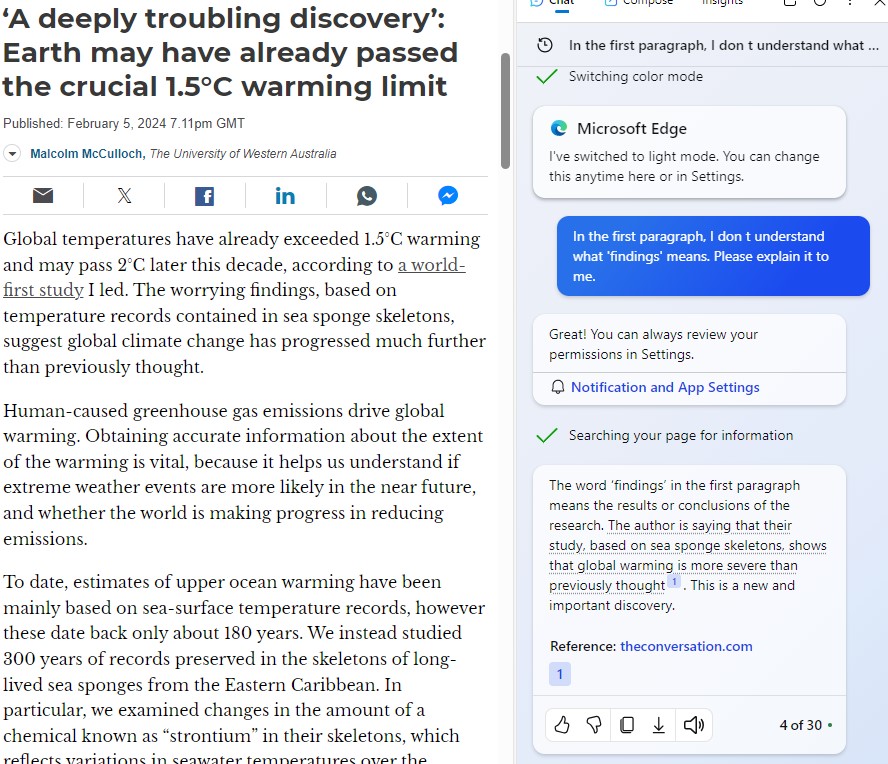 ‘A deeply troubling discovery’:
Earth may have already passed
the crucial 1.5°C warming limit
Published: February 5, 2024 7.11pm GMT
Malcolm McCulloch, The University of Western Australia
Global temperatures have already exceeded 1.5°C warming
and may pass 2°C later this decade, according to a world-
first study I led. The worrying findings, based on
temperature records contained in sea sponge skeletons,
suggest global climate change has progressed much further
than previously thought.
Human-caused greenhouse gas emissions drive global
warming. Obtaining accurate information about the extent
of the warming is vital, because it helps us understand if
extreme weather events are more likely in the near future,
and whether the world is making progress in reducing
emissions.
To date, estimates of upper ocean warming have been
mainly based on sea-surface temperature records, however
these date back only about 180 years. We instead studied
300 years of records preserved in the skeletons of long-
lived sea sponges from the Eastern Caribbean. In
particular, we examined changes in the amount of a
chemical known as “strontium” in their skeletons, which
reflects variations in seawater temperatures over the
Chat Compose Insights
In the first paragraph, I don t understand what ...
Switching color mode
Microsoft Edge
I've switched to light mode. You can change
this anytime here or in Settings.
In the first paragraph, I don t understand
what 'findings' means. Please explain it to
me.
Great! You can always review your
permissions in Settings.
Notification and App Settings
Searching your page for information
The word ‘findings’ in the first paragraph
means the results or conclusions of the
research. The author is saying that their
study, based on sea sponge skeletons, shows
that global warming is more severe than
previously thought 1 . This is a new and
important discovery.
Reference: theconversation.com
1
4 of 30